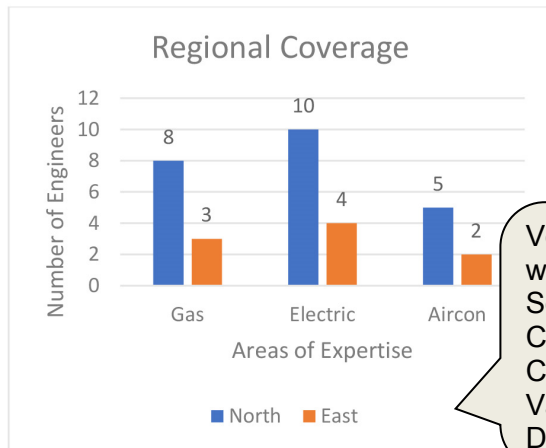 Regional Coverage
Number of Engineers
12
10
8
6
4
2
0
8
3
10
4
5
2
Gas Electric Aircon
Areas of Expertise
North East
V
w
S
C
C
V
D